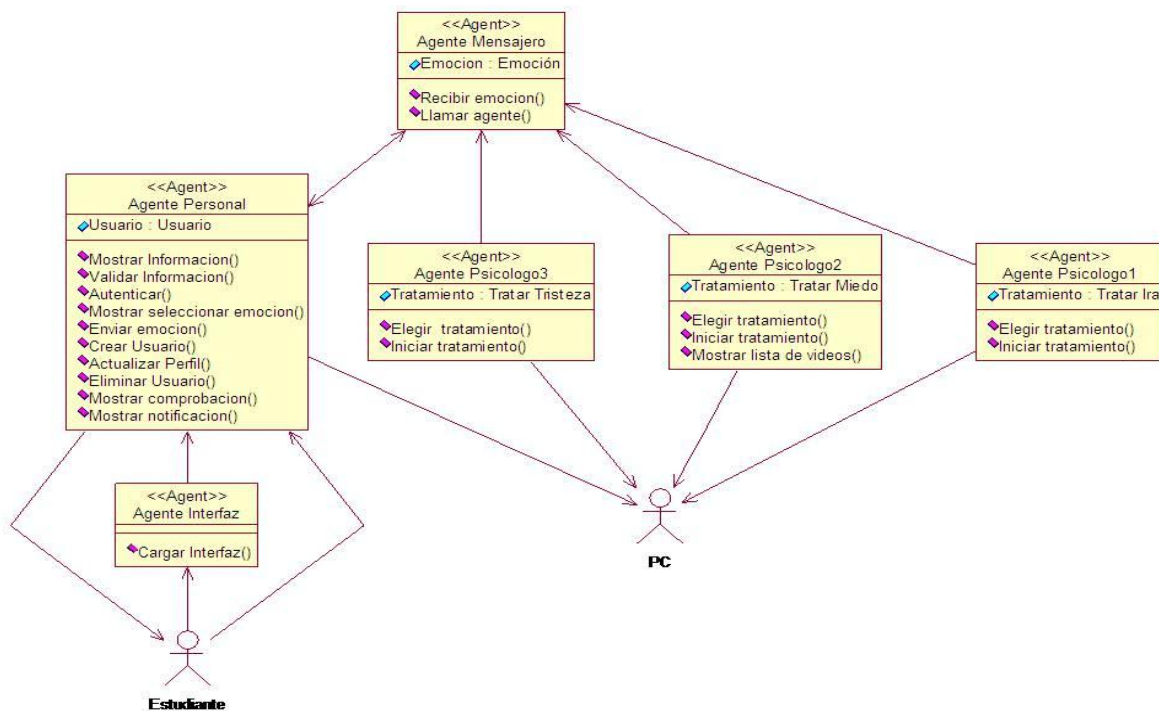 <<Agent>>
Agente Mensajero
Emocion : Emoción
Recibir emocion()
Llamar agente()
<<Agent>>
Agente Personal
Usuario : Usuario
Mostrar Informacion()
Validar Informacion()
Autenticar()
Mostrar seleccionar emocion()
Enviar emocion()
Crear Usuario()
Actualizar Perfil()
Eliminar Usuario()
Mostrar comprobacion()
Mostrar notificacion()
<<Agent>>
Agente Psicologo3
Tratamiento : Tratar Tristeza
Elegir tratamiento()
Iniciar tratamiento()
<<Agent>>
Agente Psicologo2
Tratamiento : Tratar Miedo
Elegir tratamiento()
Iniciar tratamiento()
Mostrar lista de videos()
<<Agent>>
Agente Psicologo1
Tratamiento : Tratar Ira
Elegir tratamiento()
Iniciar tratamiento()
<<Agent>>
Agente Interfaz
Cargar Interfaz()
PC
Estudiante